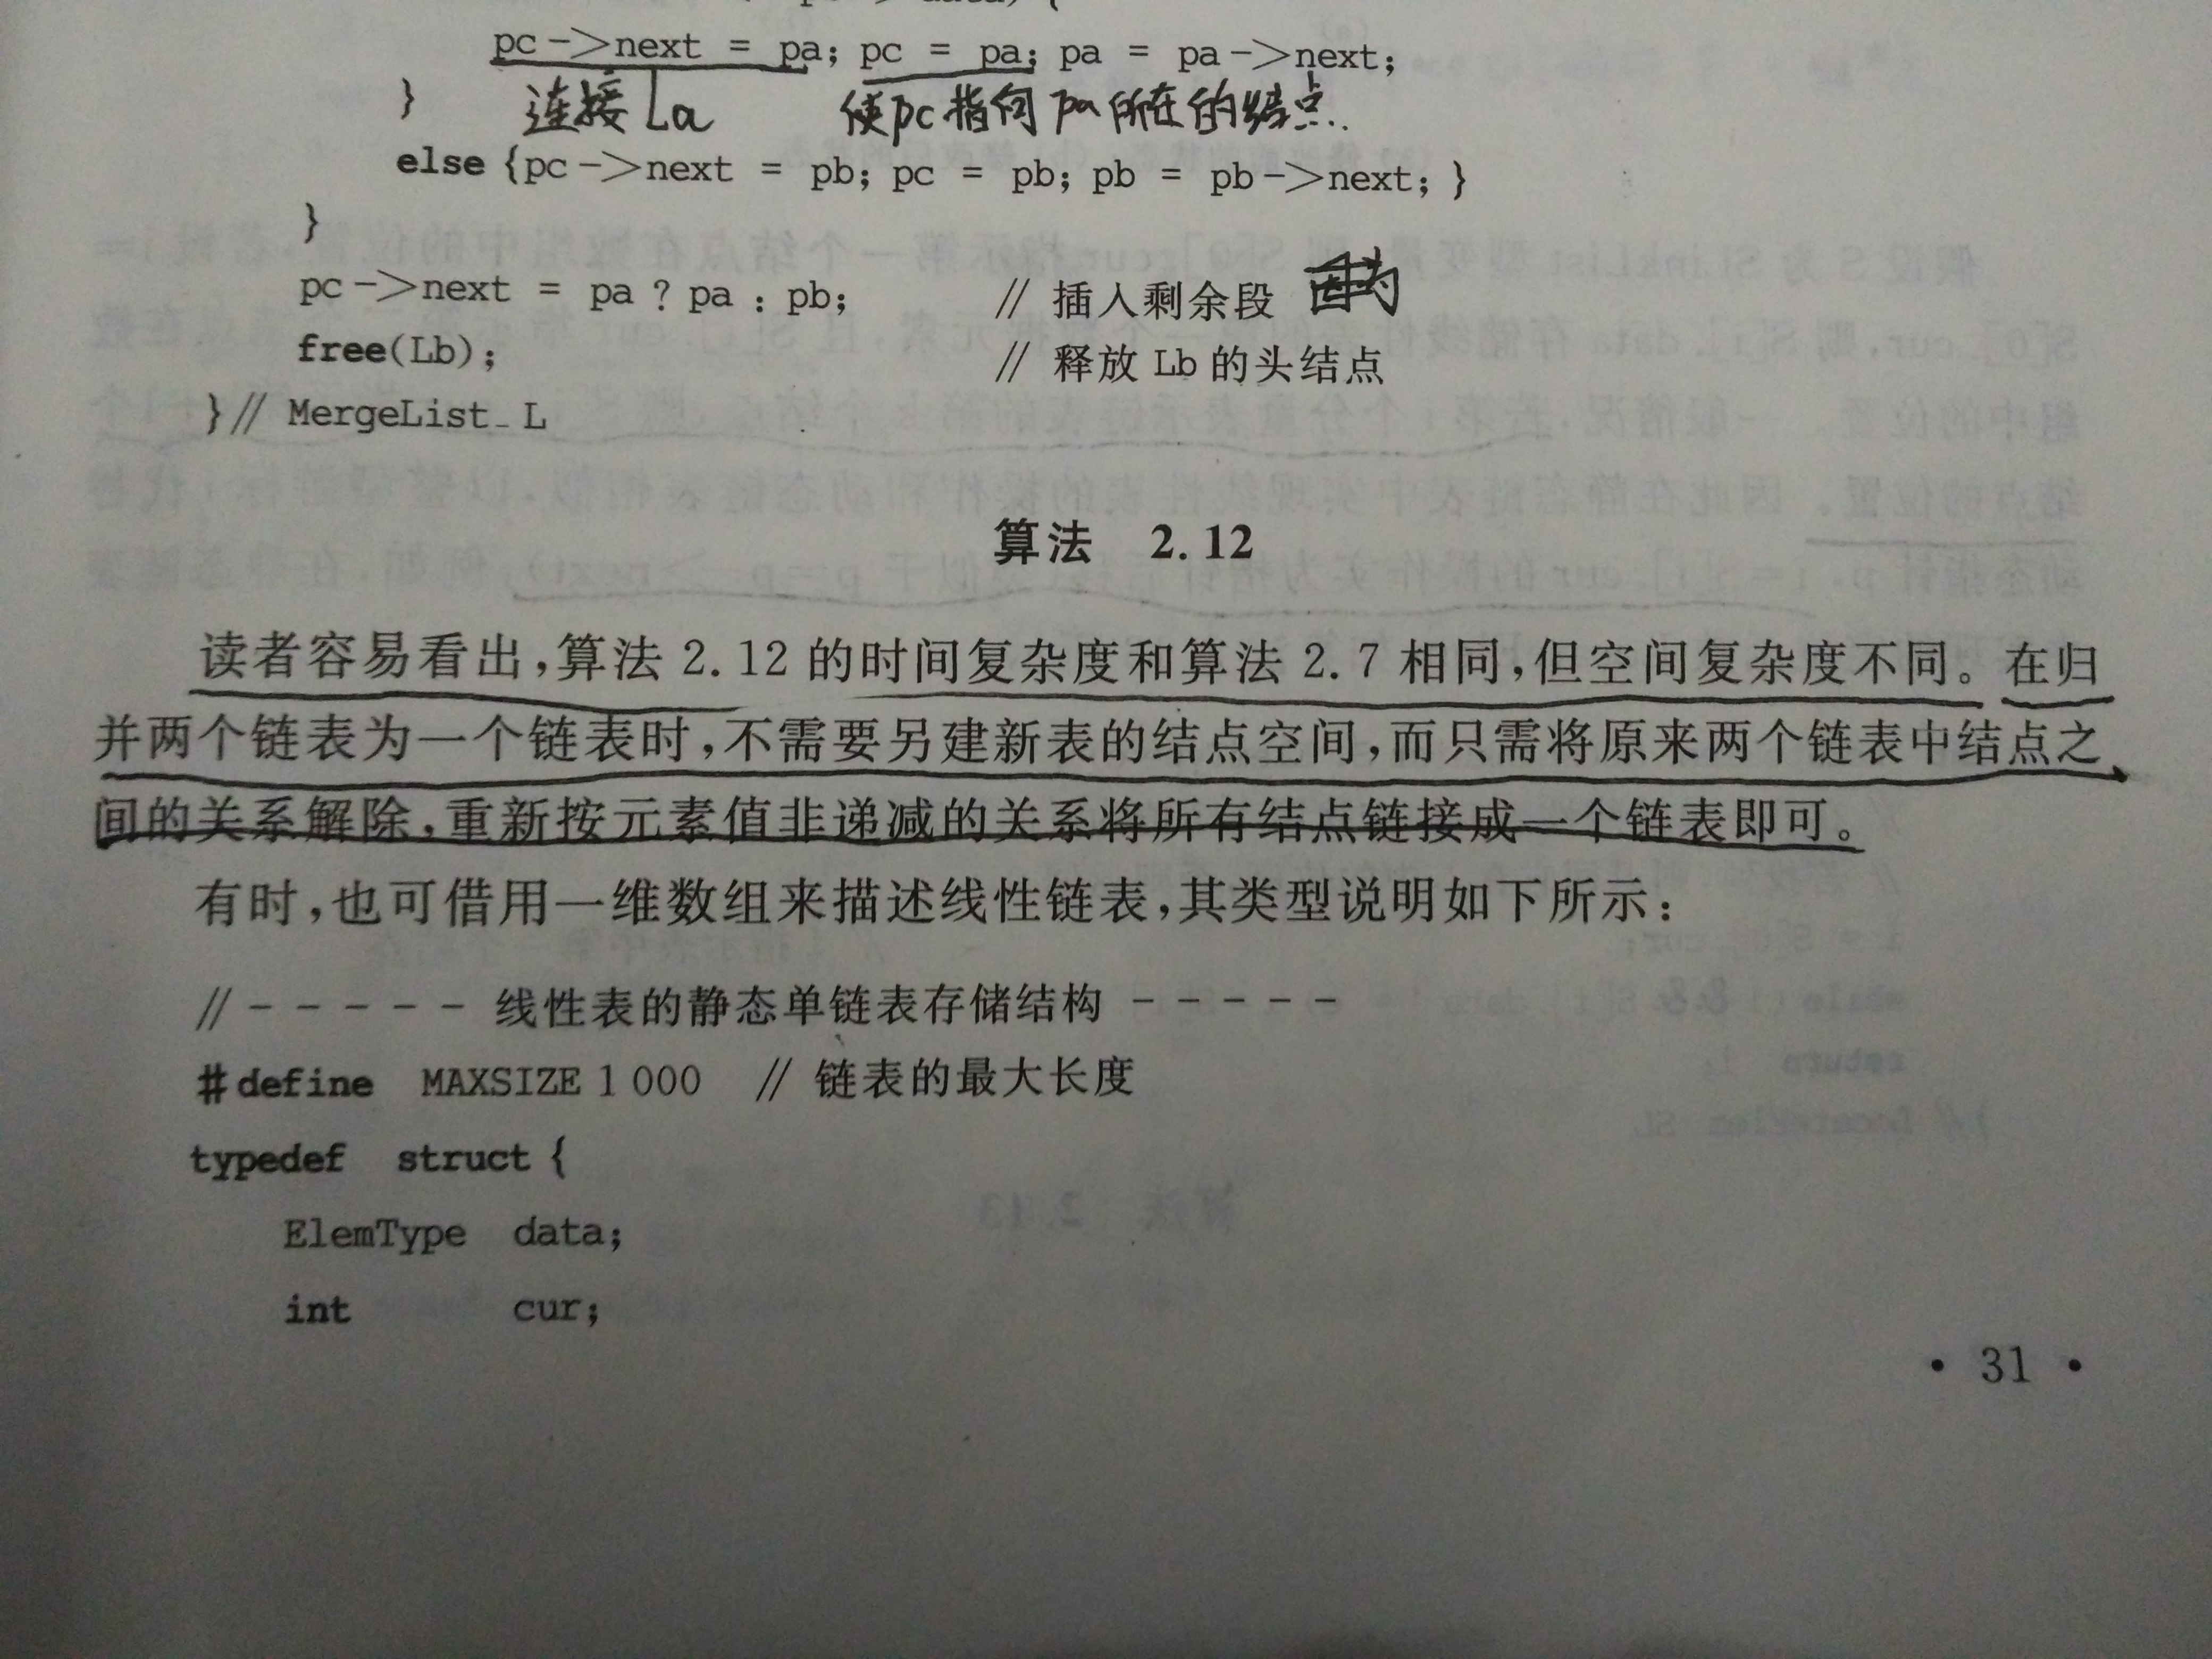 pc->next = pa; pc = pa; pa = pa->next;
} 连接La 使pc指向pa所在的结点.
else {pc->next = pb; pc = pb; pb = pb->next; }
}
pc->next = pa ? pa : pb; // 插入剩余段
free(Lb); // 释放 Lb 的头结点
}// MergeList_L
算法 2.12
读者容易看出,算法 2.12 的时间复杂度和算法 2.7 相同,但空间复杂度不同。在归
并两个链表为一个链表时,不需要另建新表的结点空间,而只需将原来两个链表中结点之
间的关系解除,重新按元素值非递减的关系将所有结点链接成一个链表即可。
有时,也可借用一维数组来描述线性链表,其类型说明如下所示:
// - - - - - 线性表的静态单链表存储结构 - - - - -
#define MAXSIZE 1000 // 链表的最大长度
typedef struct {
ElemType data;
int cur;
· 31 ·